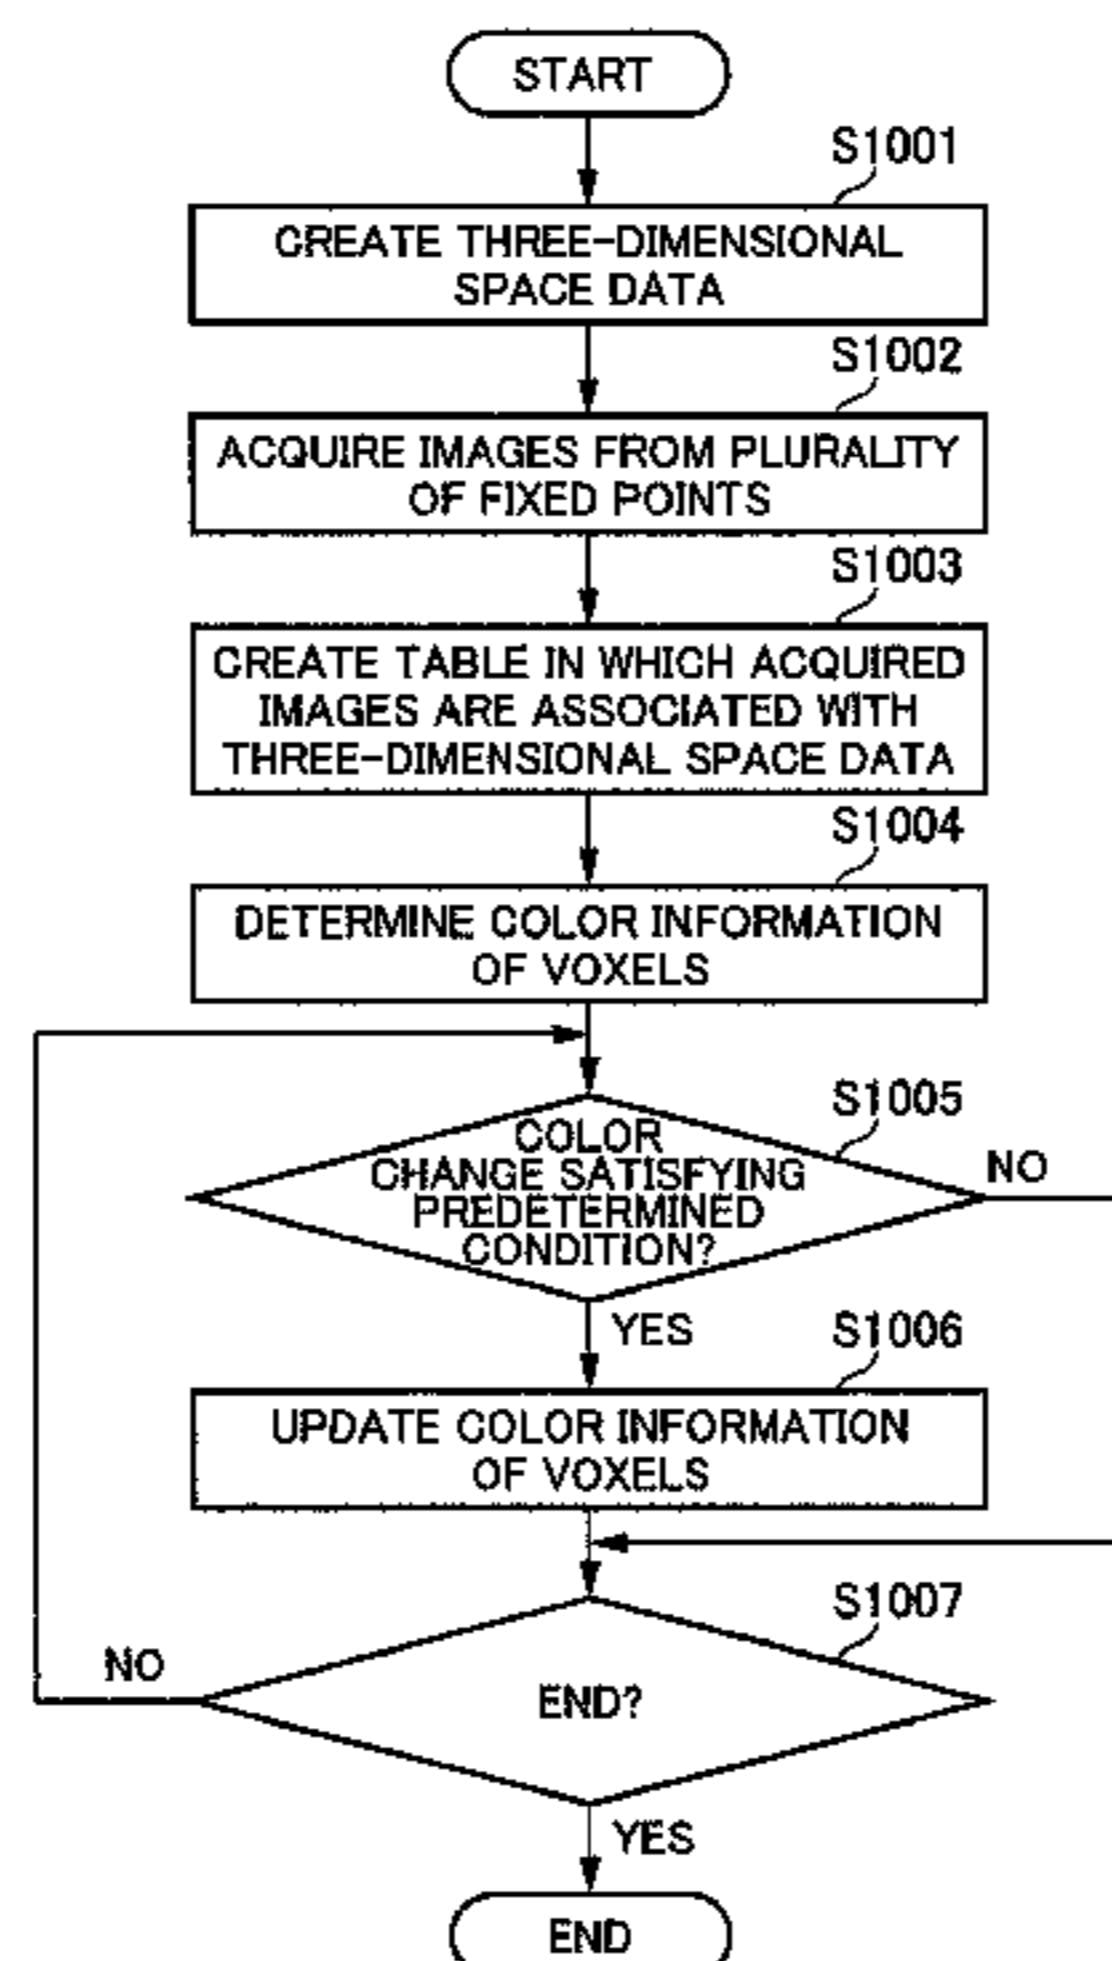 START
S1001
CREATE THREE-DIMENSIONAL
SPACE DATA
S1002
ACQUIRE IMAGES FROM PLURALITY
OF FIXED POINTS
S1003
CREATE TABLE IN WHICH ACQUIRED
IMAGES ARE ASSOCIATED WITH
THREE-DIMENSIONAL SPACE DATA
S1004
DETERMINE COLOR INFORMATION
OF VOXELS
S1005
COLOR
CHANGE SATISFYING
PREDETERMINED
CONDITION?
NO
YES
S1006
UPDATE COLOR INFORMATION
OF VOXELS
S1007
NO
END?
YES
END